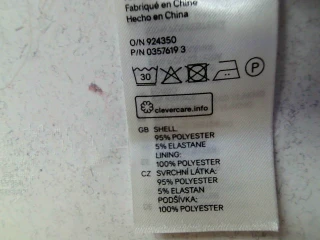 Fabriqué en Chine
Hecho en China
O/N 924350
P/N 0357619 3
30 P
clevercare.info
GB SHELL:
95% POLYESTER
5% ELASTANE
LINING:
100% POLYESTER
CZ SVRCHNÍ LÁTKA:
95% POLYESTER
5% ELASTAN
PODŠÍVKA:
100% POLYESTER